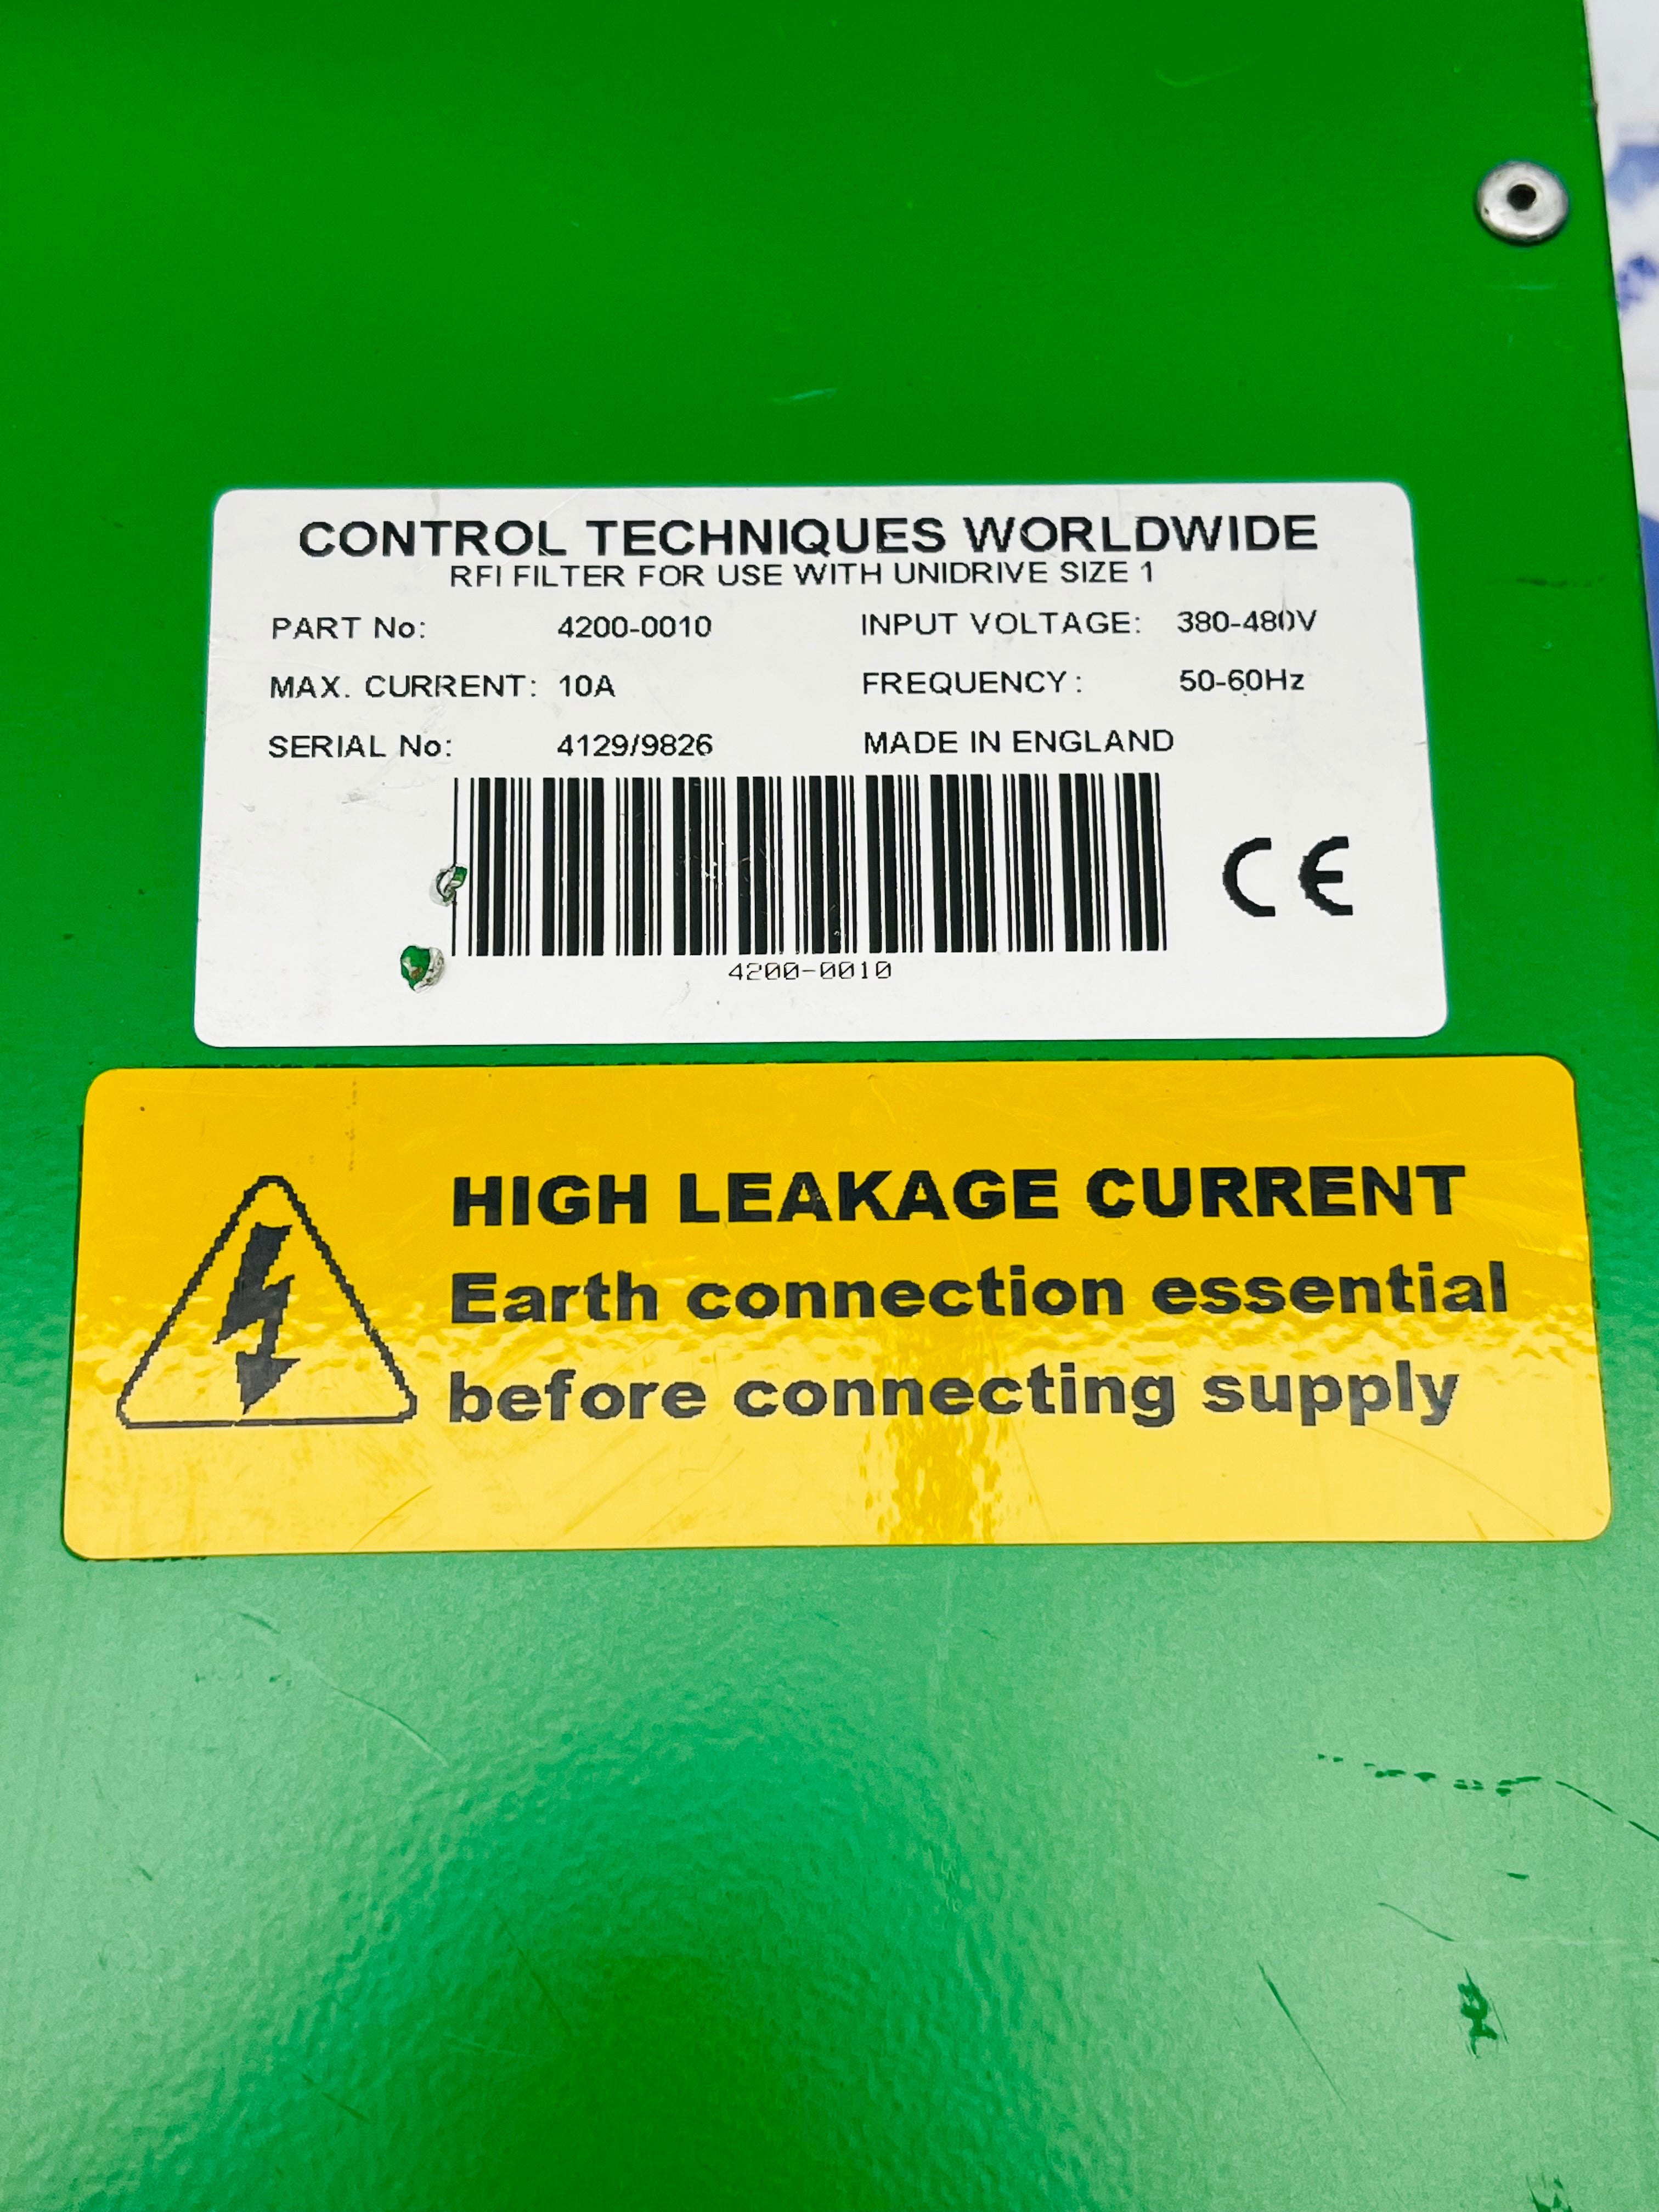 CONTROL TECHNIQUES WORLDWIDE
RFI FILTER FOR USE WITH UNIDRIVE SIZE 1
PART No: 4200-0010 INPUT VOLTAGE: 380-480V
MAX. CURRENT: 10A FREQUENCY: 50-60Hz
SERIAL No: 4129/9826 MADE IN ENGLAND
CE
4200-0010
HIGH LEAKAGE CURRENT
Earth connection essential
before connecting supply